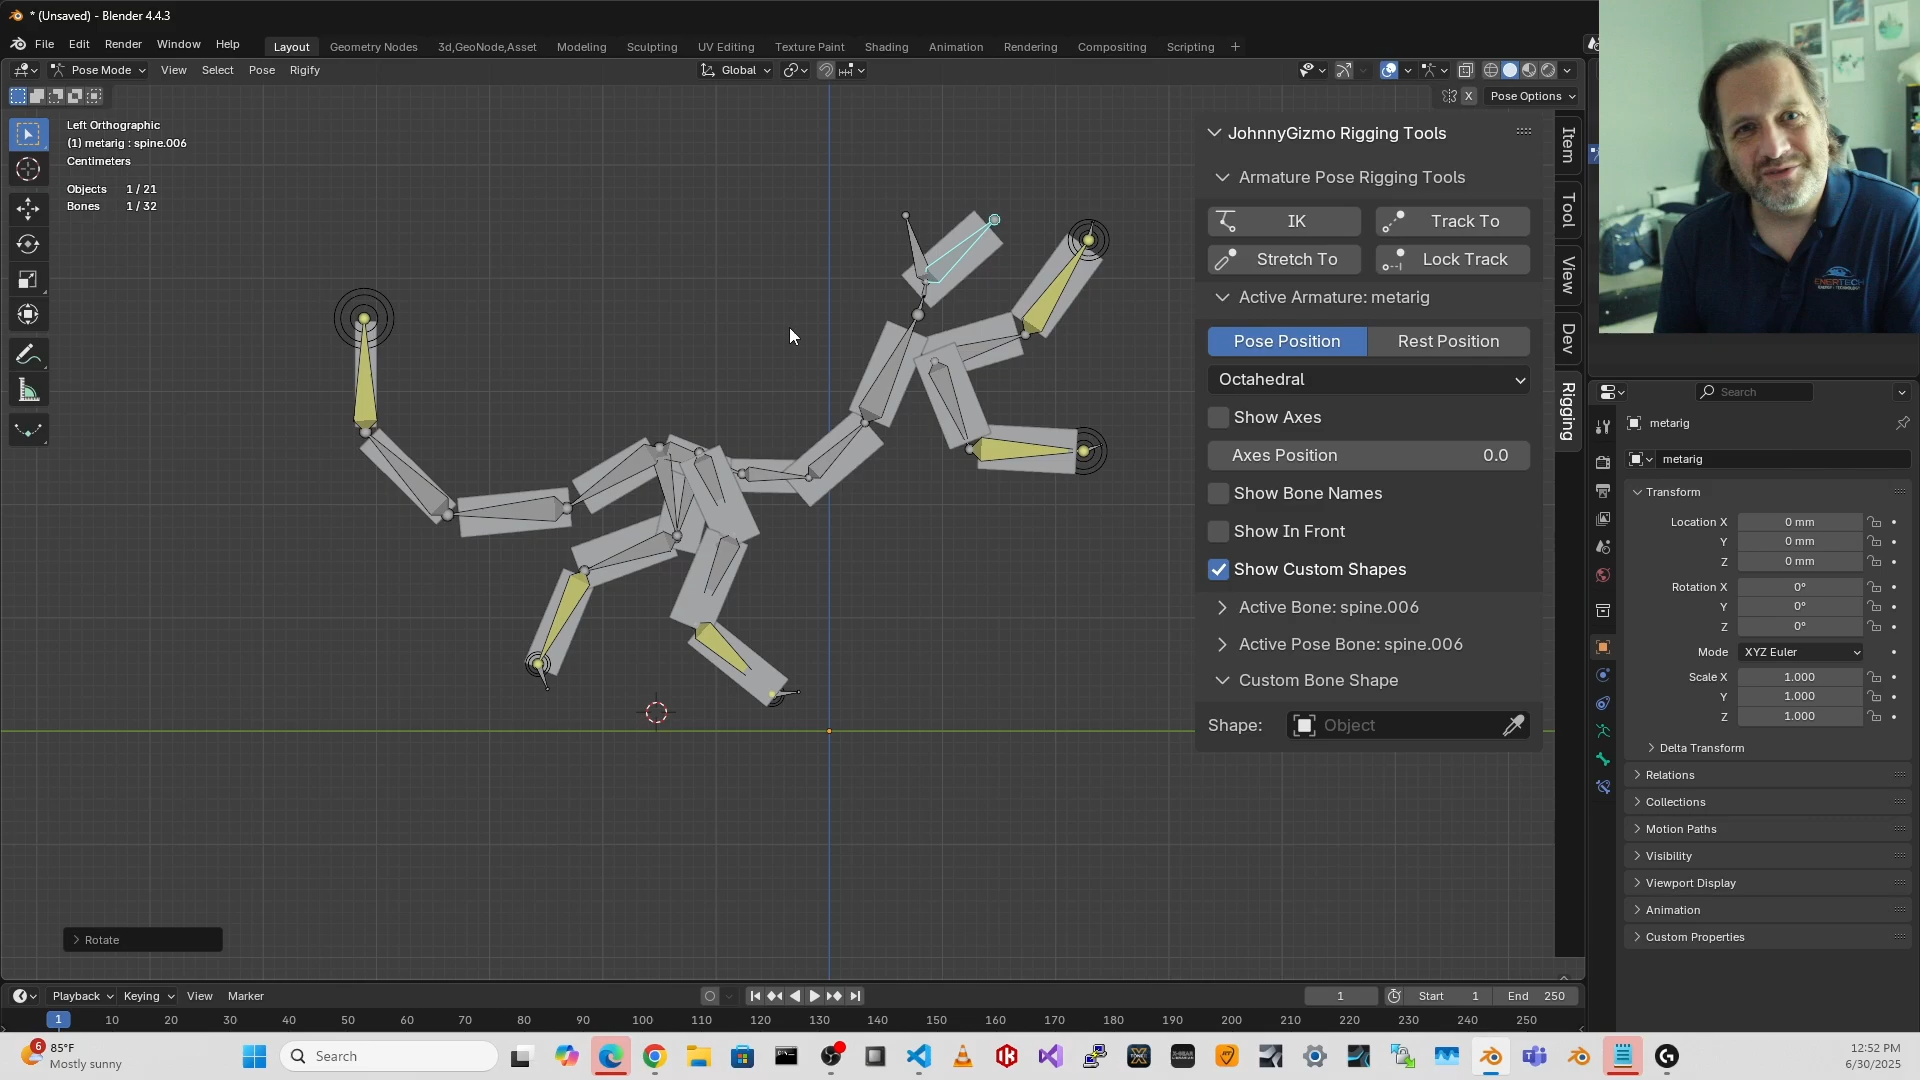 * (Unsaved) - Blender 4.4.3
File Edit Render Window Help
Layout Geometry Nodes 3d,GeoNode,Asset Modeling Sculpting UV Editing Texture Paint Shading Animation Rendering Compositing Scripting +
Pose Mode View Select Pose Rigify
Global
X Pose Options
Left Orthographic
(1) metarig : spine.006
Centimeters
Objects 1 / 21
Bones 1 / 32
JohnnyGizmo Rigging Tools
Armature Pose Rigging Tools
IK Track To
Stretch To Lock Track
Active Armature: metarig
Pose Position Rest Position
Octahedral
Show Axes
Axes Position 0.0
Show Bone Names
Show In Front
Show Custom Shapes
Active Bone: spine.006
Active Pose Bone: spine.006
Custom Bone Shape
Shape: Object
Item
Tool
View
Dev
Rigging
ENERTECH
Search
metarig
metarig
Transform
Location X 0 mm
Y 0 mm
Z 0 mm
Rotation X 0°
Y 0°
Z 0°
Mode XYZ Euler
Scale X 1.000
Y 1.000
Z 1.000
Delta Transform
Relations
Collections
Motion Paths
Visibility
Viewport Display
Animation
Custom Properties
Rotate
Playback Keying View Marker
1 Start 1 End 250
1 10 20 30 40 50 60 70 80 90 100 110 120 130 140 150 160 170 180 190 200 210 220 230 240 250
6 85°F
Mostly sunny
Search
12:52 PM
6/30/2025